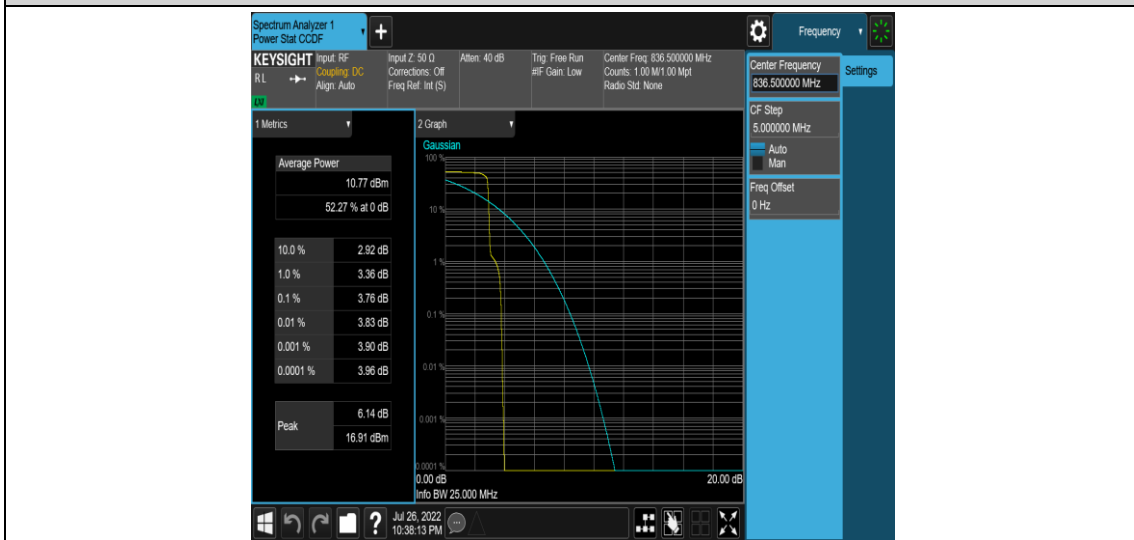 Spectrum Analyzer 1
Power Stat CCDF
+
Frequency
KEYSIGHT
RL
LXI
Input: RF
Coupling: DC
Align: Auto
Input Z: 50 Ω
Corrections: Off
Freq Ref: Int (S)
Atten: 40 dB
Trig: Free Run
#IF Gain: Low
Center Freq: 836.500000 MHz
Counts: 1.00 M/1.00 Mpt
Radio Std: None
Center Frequency
836.500000 MHz
Settings
CF Step
5.000000 MHz
Auto
Man
Freq Offset
0 Hz
1 Metrics
Average Power
10.77 dBm
52.27 % at 0 dB
10.0 % 2.92 dB
1.0 % 3.36 dB
0.1 % 3.76 dB
0.01 % 3.83 dB
0.001 % 3.90 dB
0.0001 % 3.96 dB
Peak
6.14 dB
16.91 dBm
2 Graph
Gaussian
100 %
10 %
1 %
0.1 %
0.01 %
0.001 %
0.0001 %
0.00 dB 20.00 dB
Info BW 25.000 MHz
?
Jul 26, 2022
10:38:13 PM